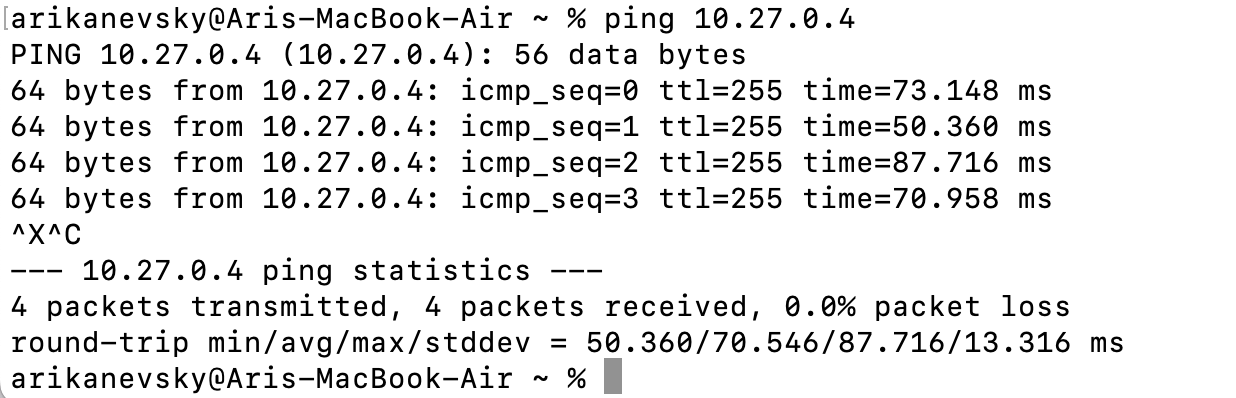 [arikanevsky@Aris-MacBook-Air ~ % ping 10.27.0.4
PING 10.27.0.4 (10.27.0.4): 56 data bytes
64 bytes from 10.27.0.4: icmp_seq=0 ttl=255 time=73.148 ms
64 bytes from 10.27.0.4: icmp_seq=1 ttl=255 time=50.360 ms
64 bytes from 10.27.0.4: icmp_seq=2 ttl=255 time=87.716 ms
64 bytes from 10.27.0.4: icmp_seq=3 ttl=255 time=70.958 ms
^X^C
--- 10.27.0.4 ping statistics ---
4 packets transmitted, 4 packets received, 0.0% packet loss
round-trip min/avg/max/stddev = 50.360/70.546/87.716/13.316 ms
arikanevsky@Aris-MacBook-Air ~ %